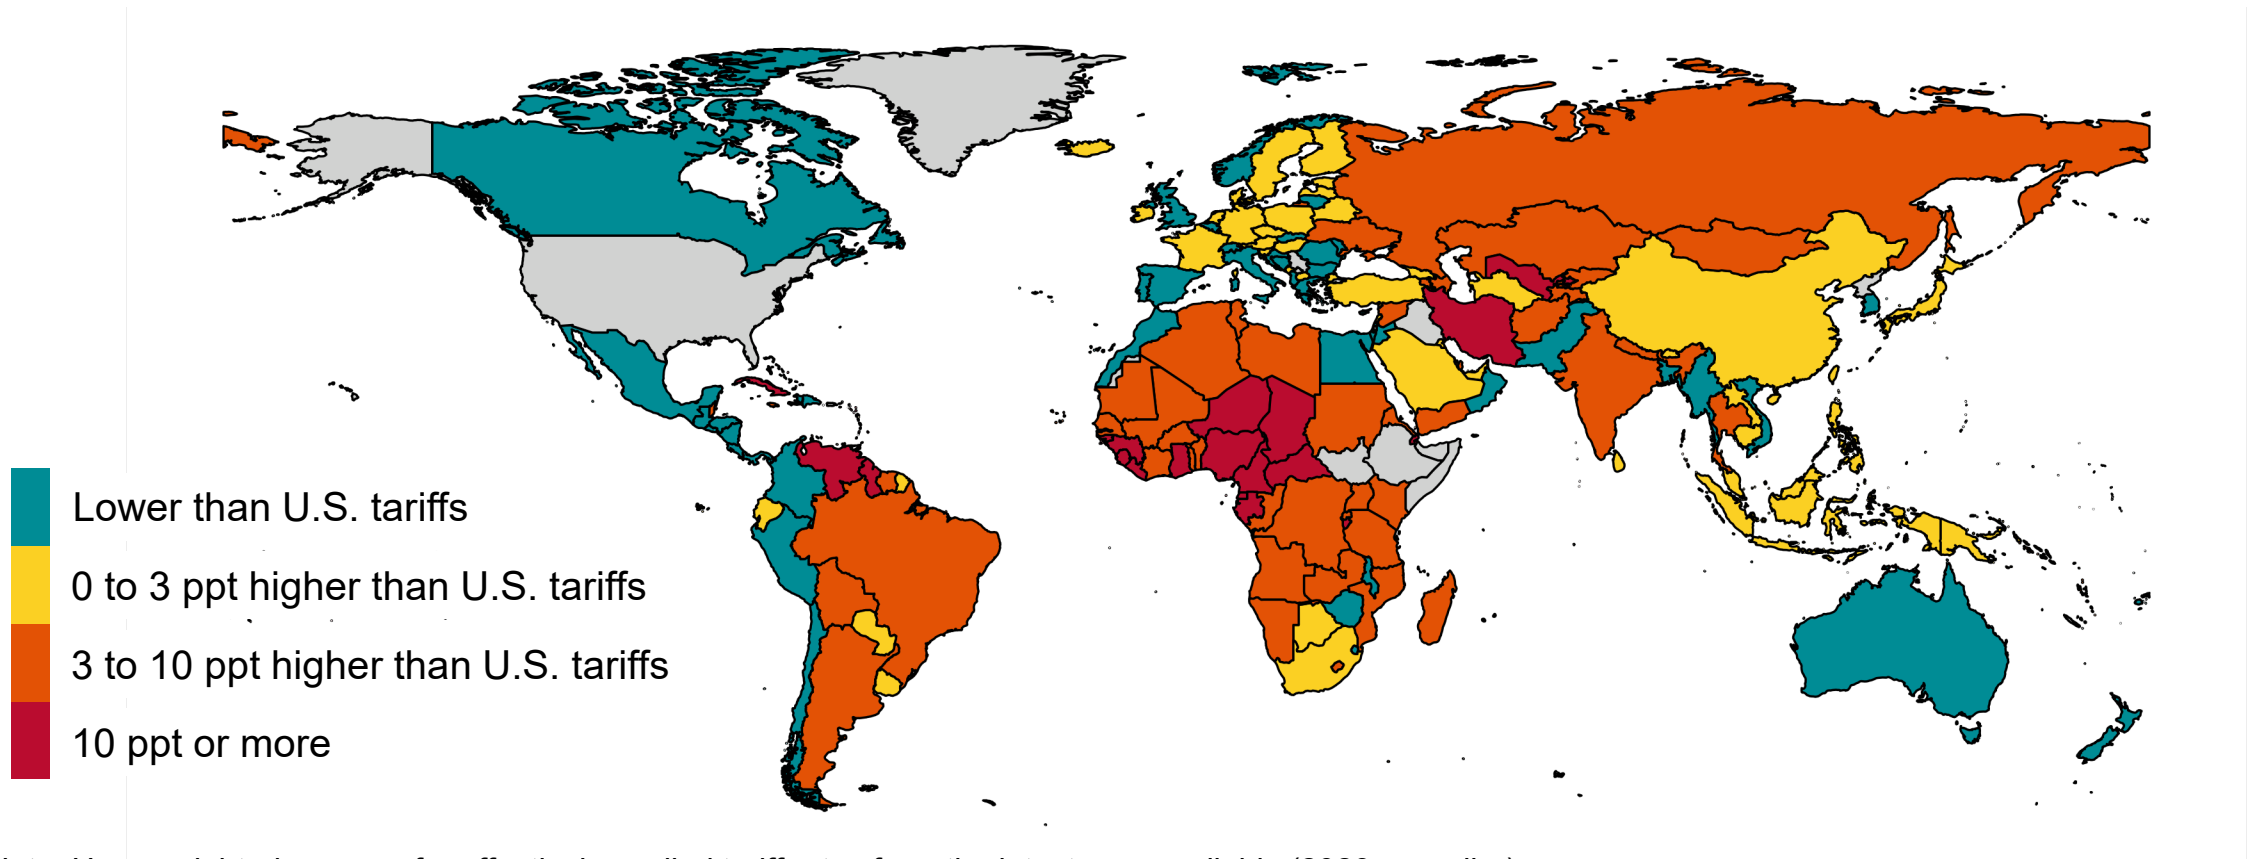 Lower than U.S. tariffs
0 to 3 ppt higher than U.S. tariffs
3 to 10 ppt higher than U.S. tariffs
10 ppt or more